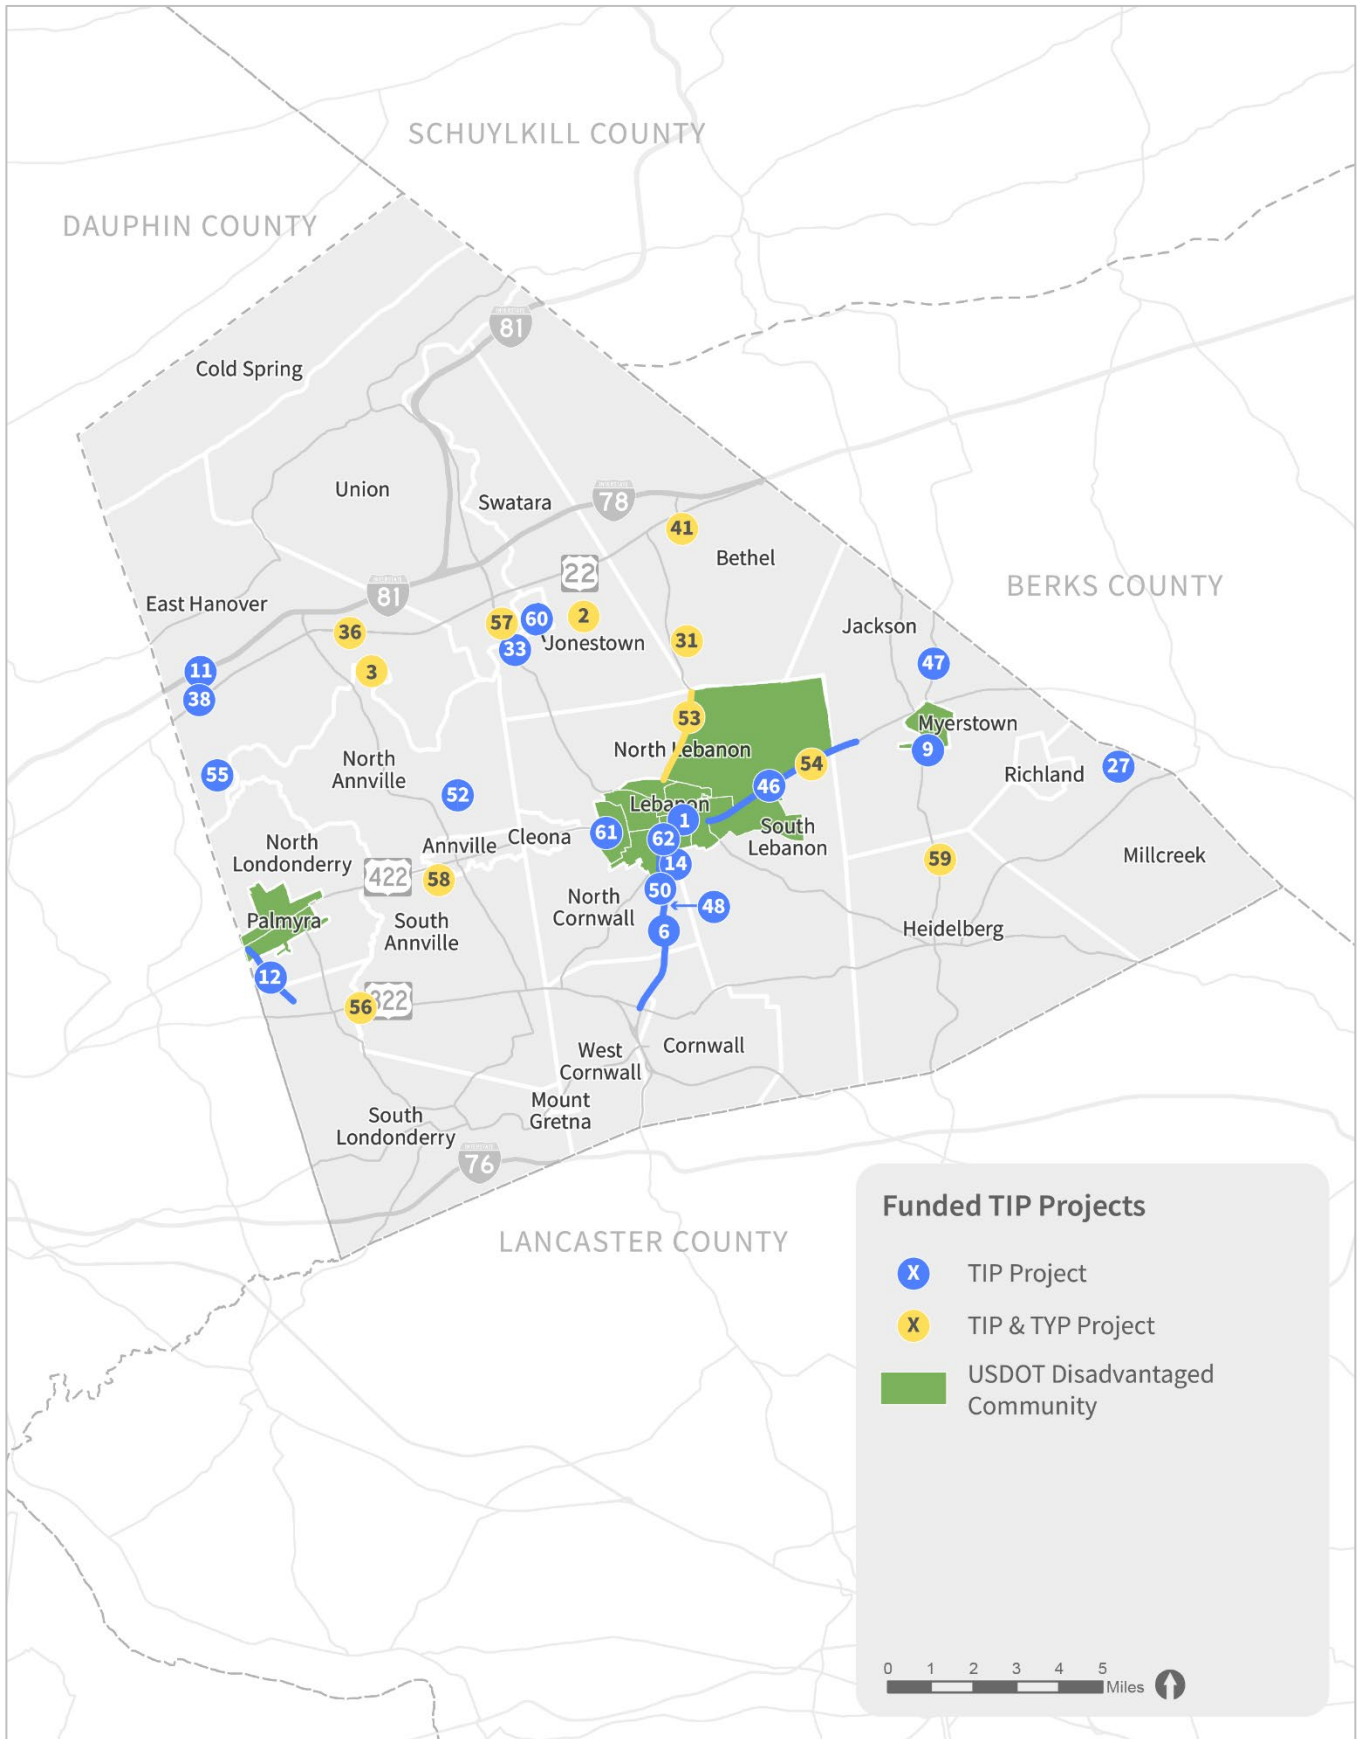 SCHUYLKILL COUNTY
DAUPHIN COUNTY
81
Cold Spring
Union
Swatara
78
41
Bethel
22
BERKS COUNTY
81
East Hanover
57
60
2
Jonestown
36
33
31
Jackson
11
3
47
38
53
Myerstown
North Lebanon
9
54
North
Annville
55
27
Richland
52
46
Lebanon
1
61
62
South
Lebanon
Cleona
Annville
North
Londonderry
14
59
Millcreek
422
58
50
North
Cornwall
48
Palmyra
South
Annville
6
Heidelberg
12
56
322
West
Cornwall
Cornwall
Mount
Gretna
South
Londonderry
76
LANCASTER COUNTY
Funded TIP Projects
X TIP Project
X TIP & TYP Project
USDOT Disadvantaged
Community
0 1 2 3 4 5
Miles